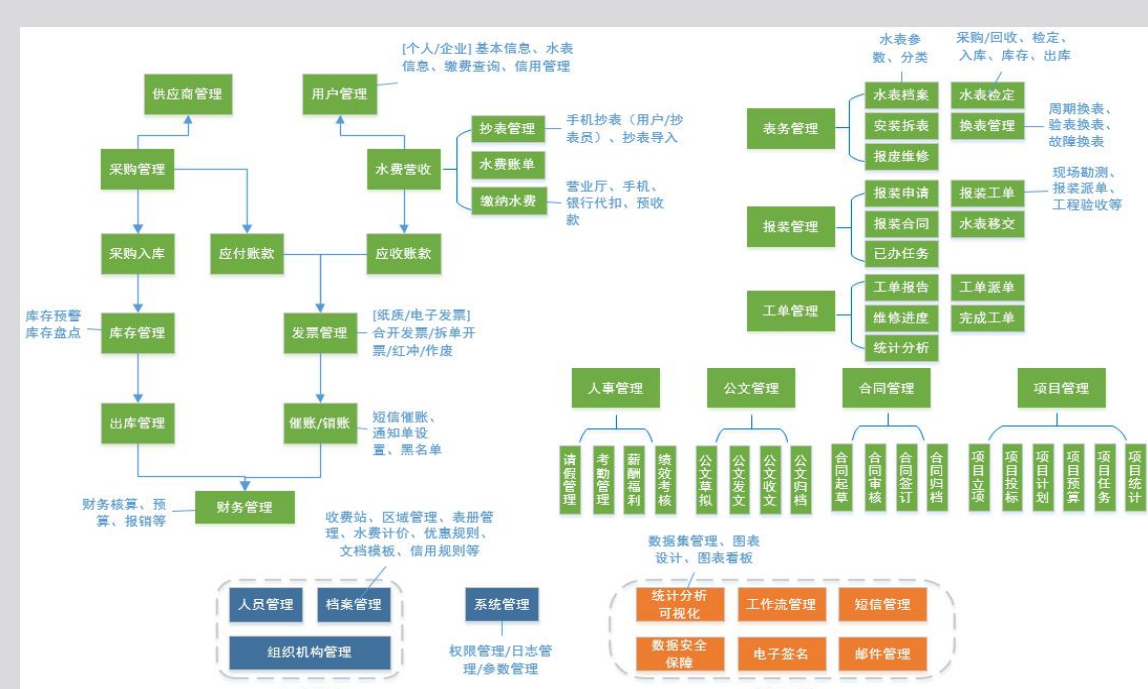 [个人/企业] 基本信息、水表
信息、缴费查询、信用管理
供应商管理
用户管理
采购管理
水费营收
抄表管理
手机抄表（用户/抄
表员）、抄表导入
水费账单
缴纳水费
营业厅、手机、
银行代扣、预收
款
采购入库
应付账款
应收账款
库存预警
库存盘点
库存管理
发票管理
[纸质/电子发票]
合开发票/拆单开
票/红冲/作废
出库管理
催账/销账
短信催账、
通知单设
置、黑名单
财务核算、预
算、报销等
财务管理
水表参
数、分类
采购/回收、检定、
入库、库存、出库
表务管理
水表档案
水表检定
安装拆表
换表管理
报废维修
周期换表、
验表换表、
故障换表
报装管理
报装申请
报装工单
报装合同
水表移交
已办任务
现场勘测、
报装派单、
工程验收等
工单管理
工单报告
工单派单
维修进度
完成工单
统计分析
人事管理
请假管理
考勤管理
薪酬福利
绩效考核
公文管理
公文草拟
公文发文
公文收文
公文归档
合同管理
合同起草
合同审核
合同签订
合同归档
项目管理
项目立项
项目投标
项目计划
项目预算
项目任务
项目统计
收费站、区域管理、表册管
理、水费计价、优惠规则、
文档模板、信用规则等
人员管理
档案管理
组织机构管理
系统管理
权限管理/日志管
理/参数管理
数据集管理、图表
设计、图表看板
统计分析
可视化
工作流管理
短信管理
数据安全
保障
电子签名
邮件管理